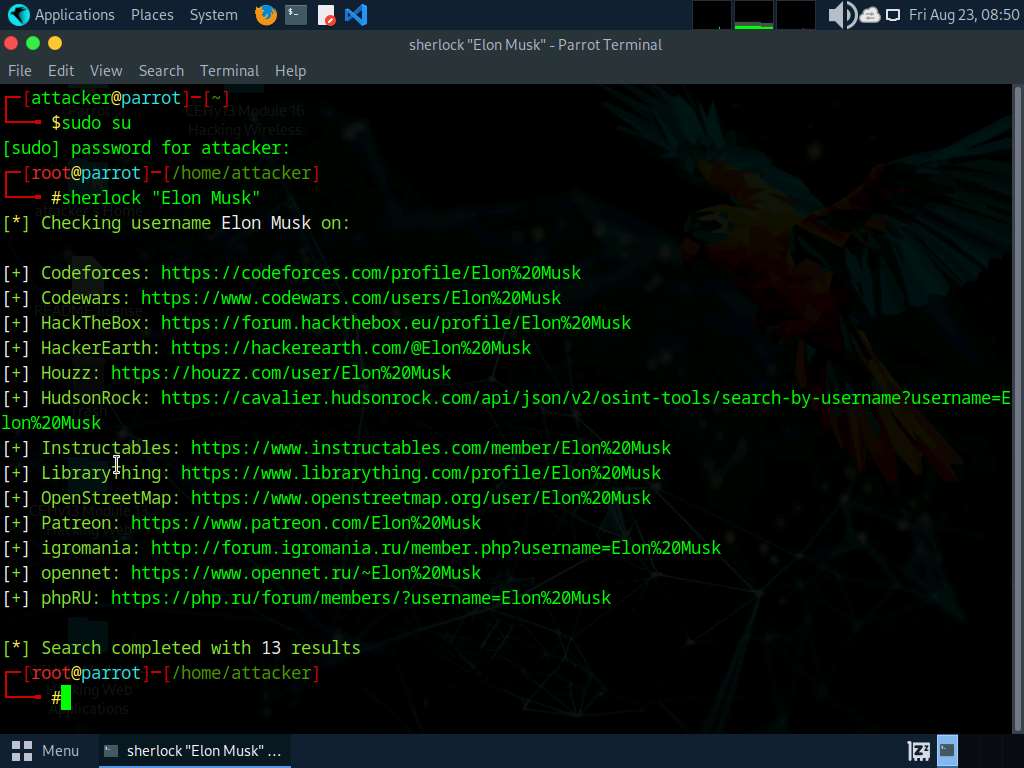 Applications Places System Fri Aug 23, 08:50
sherlock "Elon Musk" - Parrot Terminal
File Edit View Search Terminal Help
[attacker@parrot]─[~]
$sudo su
[sudo] password for attacker:
[root@parrot]─[/home/attacker]
#sherlock "Elon Musk"
[*] Checking username Elon Musk on:
[+] Codeforces: https://codeforces.com/profile/Elon%20Musk
[+] Codewars: https://www.codewars.com/users/Elon%20Musk
[+] HackTheBox: https://forum.hackthebox.eu/profile/Elon%20Musk
[+] HackerEarth: https://hackerearth.com/@Elon%20Musk
[+] Houzz: https://houzz.com/user/Elon%20Musk
[+] HudsonRock: https://cavalier.hudsonrock.com/api/json/v2/osint-tools/search-by-username?username=E
lon%20Musk
[+] Instructables: https://www.instructables.com/member/Elon%20Musk
[+] LibraryThing: https://www.librarything.com/profile/Elon%20Musk
[+] OpenStreetMap: https://www.openstreetmap.org/user/Elon%20Musk
[+] Patreon: https://www.patreon.com/Elon%20Musk
[+] igromania: http://forum.igromania.ru/member.php?username=Elon%20Musk
[+] opennet: https://www.opennet.ru/~Elon%20Musk
[+] phpRU: https://php.ru/forum/members/?username=Elon%20Musk
[*] Search completed with 13 results
[root@parrot]─[/home/attacker]
#
Menu sherlock "Elon Musk" ...